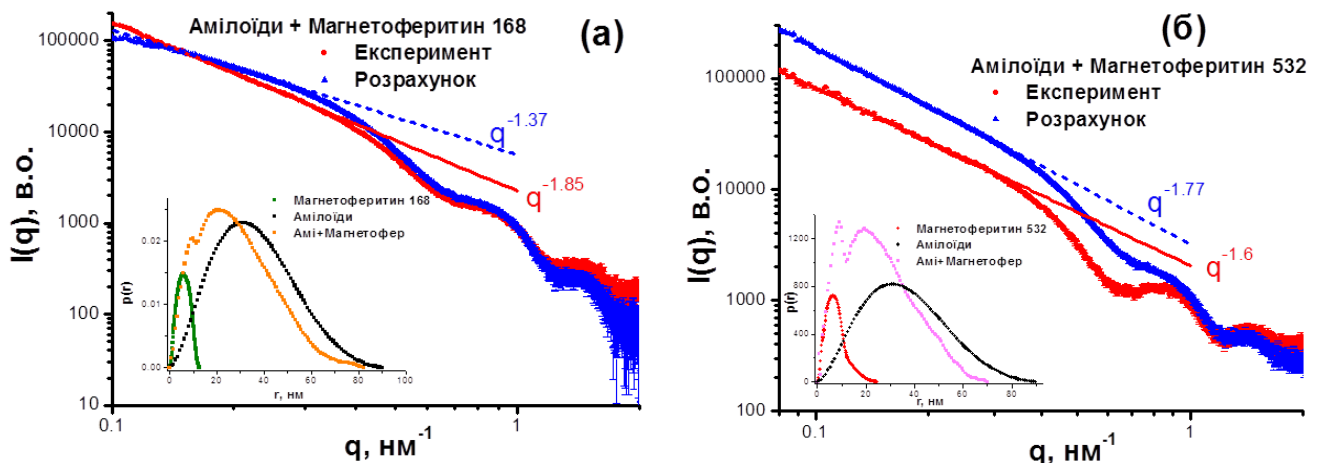 (а)
Амілоїди + Магнетоферитин 168
Експеримент
Розрахунок
q-1.37
q-1.85
I(q), в.о.
100000
10000
1000
100
10
0.1
1
q, нм-1
Магнетоферитин 168
Амілоїди
Амі+Магнетофер
p(r)
0.02
0.01
0.00
0
20
40
60
80
100
r, нм
(б)
Амілоїди + Магнетоферитин 532
Експеримент
Розрахунок
q-1.77
q-1.6
I(q), в.о.
100000
10000
1000
100
0.1
1
q, нм-1
Магнетоферитин 532
Амілоїди
Амі+Магнетофер
p(r)
1200
800
400
0
0
20
40
60
80
r, нм